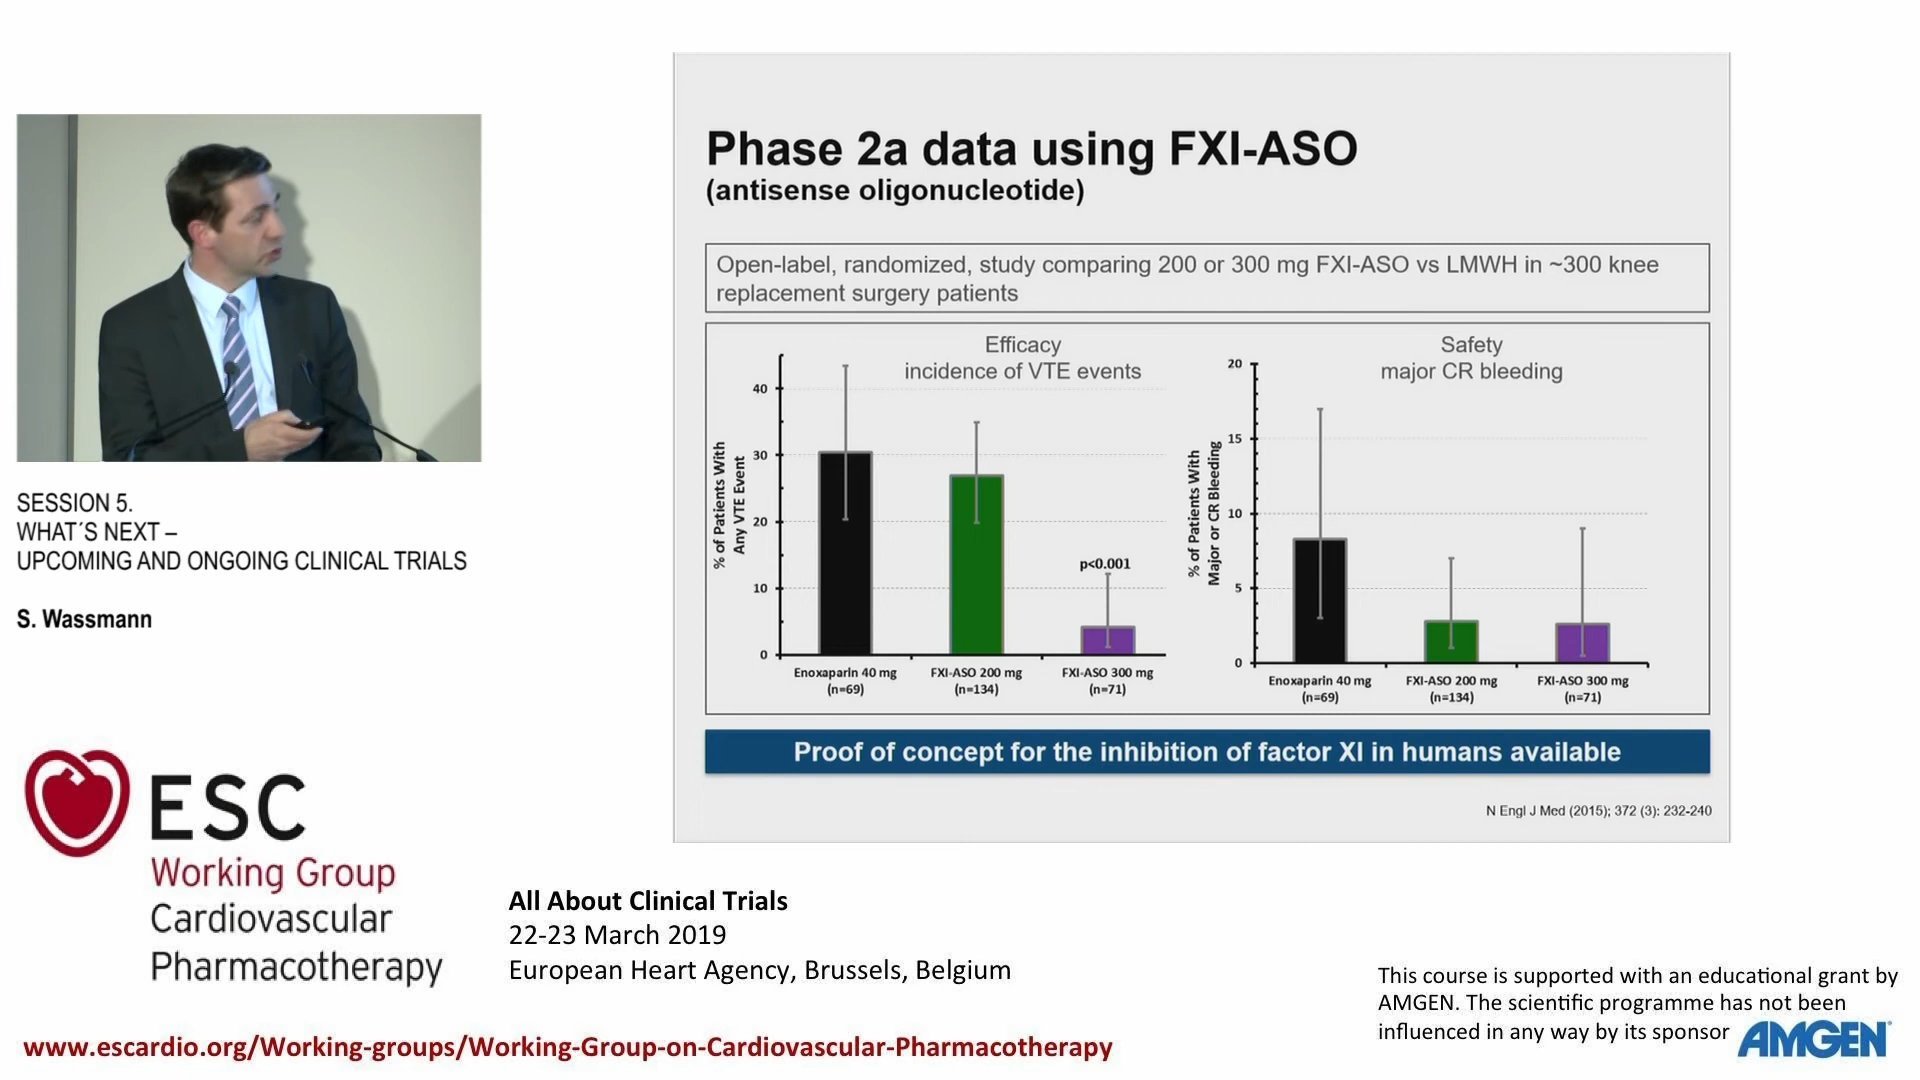 Phase 2a data using FXI-ASO
(antisense oligonucleotide)
Open-label, randomized, study comparing 200 or 300 mg FXI-ASO vs LMWH in ~300 knee
replacement surgery patients
Efficacy
incidence of VTE events
% of Patients With
Any VTE Event
40
30
20
10
0
p<0.001
Enoxaparin 40 mg
(n=69)
FXI-ASO 200 mg
(n=134)
FXI-ASO 300 mg
(n=71)
Safety
major CR bleeding
% of Patients With
Major or CR Bleeding
20
15
10
5
0
Enoxaparin 40 mg
(n=69)
FXI-ASO 200 mg
(n=134)
FXI-ASO 300 mg
(n=71)
Proof of concept for the inhibition of factor XI in humans available
N Engl J Med (2015); 372 (3): 232-240
SESSION 5.
WHAT´S NEXT –
UPCOMING AND ONGOING CLINICAL TRIALS
S. Wassmann
ESC
Working Group
Cardiovascular
Pharmacotherapy
All About Clinical Trials
22-23 March 2019
European Heart Agency, Brussels, Belgium
This course is supported with an educational grant by
AMGEN. The scientific programme has not been
influenced in any way by its sponsor
AMGEN
www.escardio.org/Working-groups/Working-Group-on-Cardiovascular-Pharmacotherapy